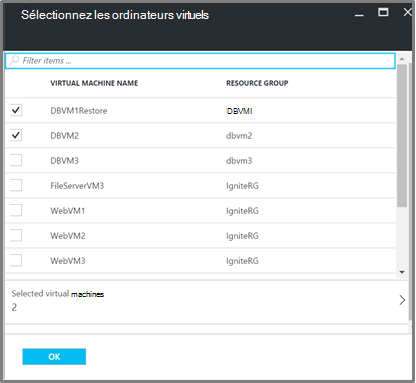 Sélectionnez les ordinateurs virtuels
Filter items ...
VIRTUAL MACHINE NAME RESOURCE GROUP
DBVM1Restore DBVMI
DBVM2 dbvm2
DBVM3 dbvm3
FileServerVM3 IgniteRG
WebVM1 IgniteRG
WebVM2 IgniteRG
WebVM3 IgniteRG
Selected virtual machines
2
OK